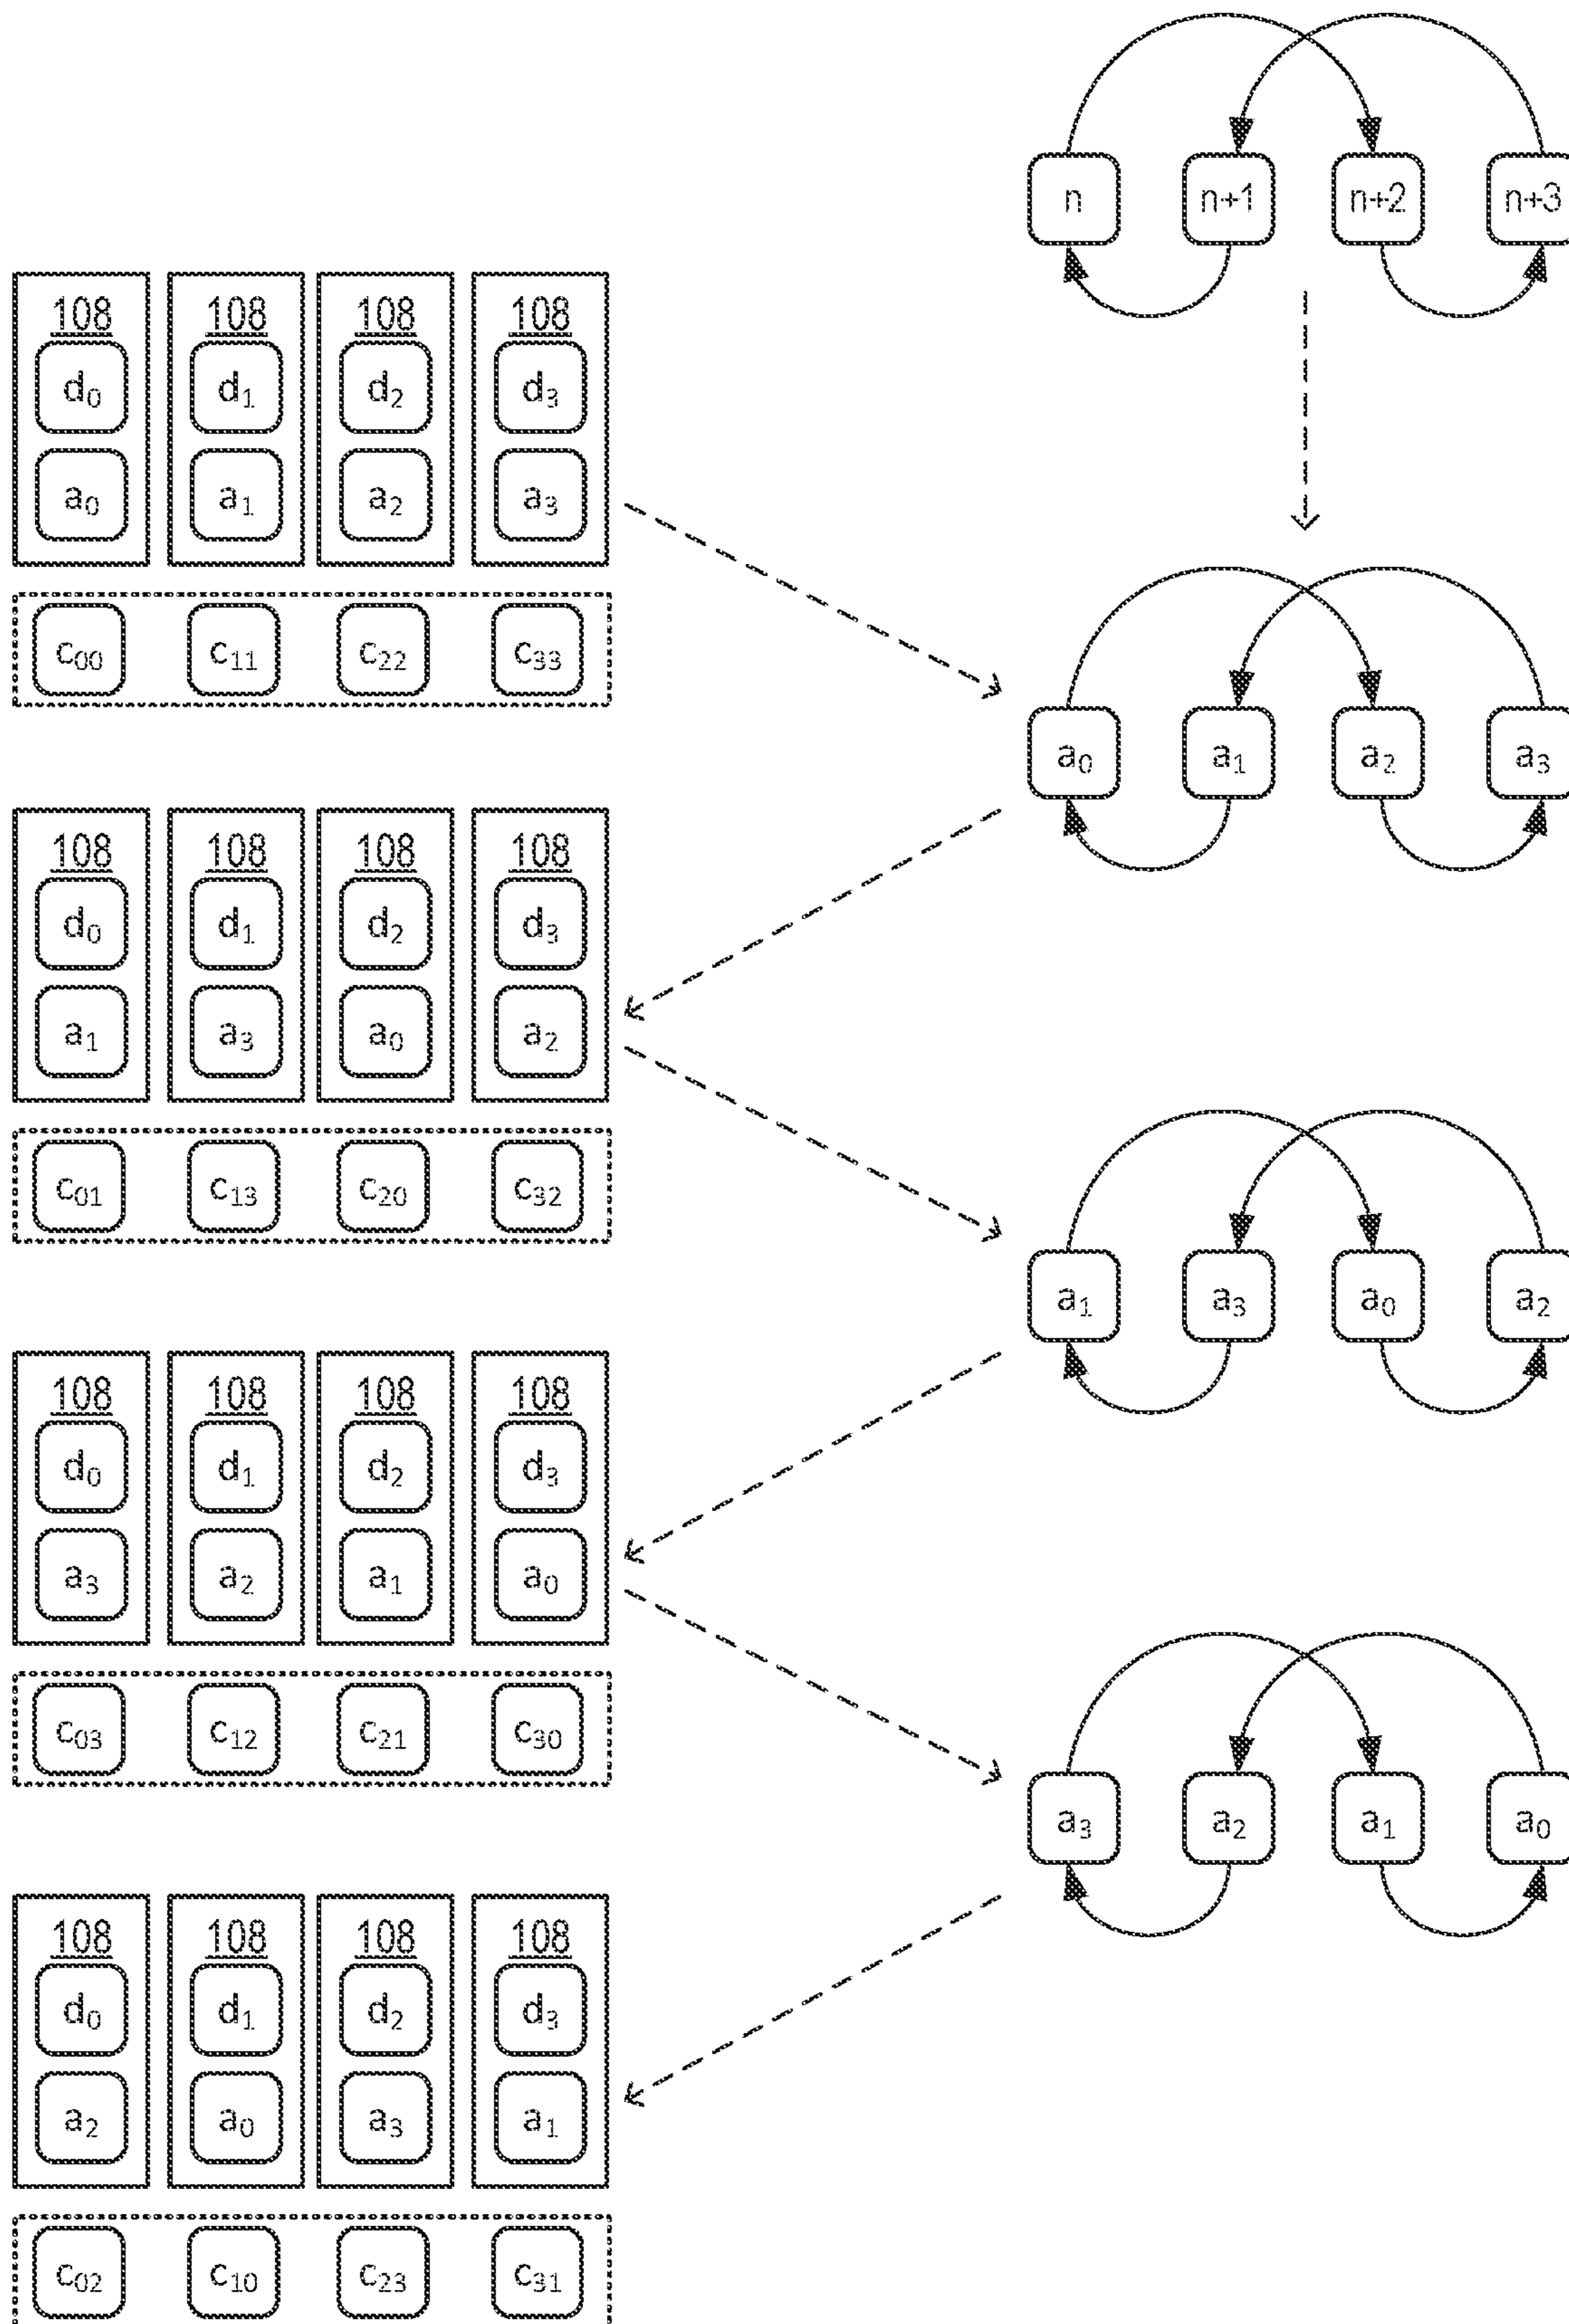 n n+1 n+2 n+3
108 108 108 108
d₀ d₁ d₂ d₃
a₀ a₁ a₂ a₃
c₀₀ c₁₁ c₂₂ c₃₃
a₀ a₁ a₂ a₃
108 108 108 108
d₀ d₁ d₂ d₃
a₁ a₃ a₀ a₂
c₀₁ c₁₃ c₂₀ c₃₂
a₁ a₃ a₀ a₂
108 108 108 108
d₀ d₁ d₂ d₃
a₃ a₂ a₁ a₀
c₀₃ c₁₂ c₂₁ c₃₀
a₃ a₂ a₁ a₀
108 108 108 108
d₀ d₁ d₂ d₃
a₂ a₀ a₃ a₁
c₀₂ c₁₀ c₂₃ c₃₁